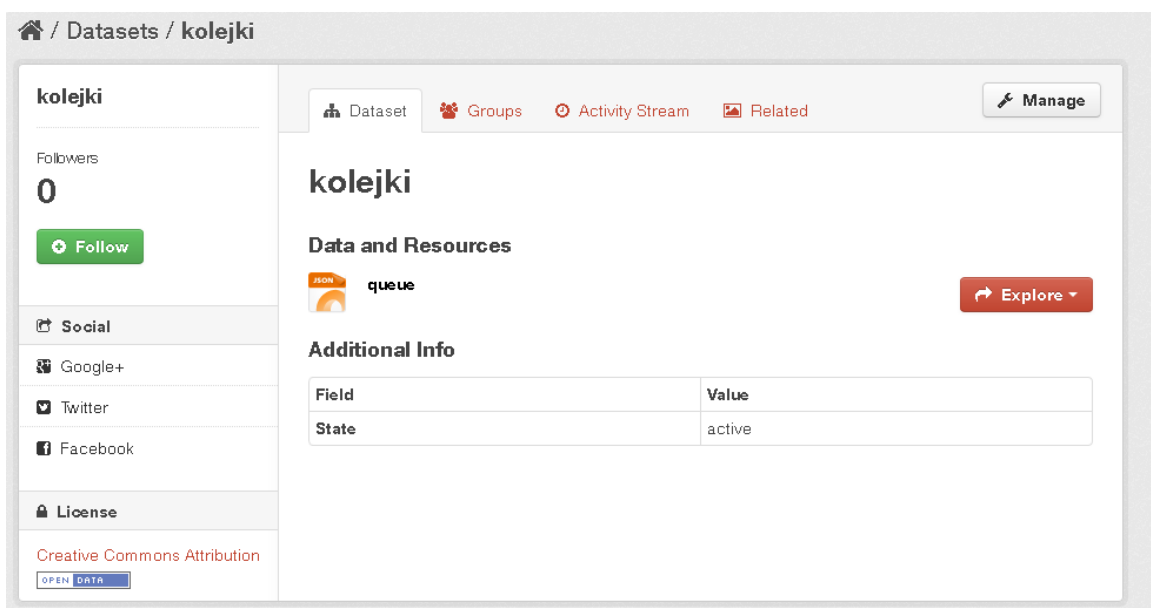 / Datasets / kolejki
kolejki
Followers
0
Follow
Social
Google+
Twitter
Facebook
License
Creative Commons Attribution
OPEN DATA
Dataset Groups Activity Stream Related Manage
kolejki
Data and Resources
JSON queue Explore
Additional Info
Field Value
State active